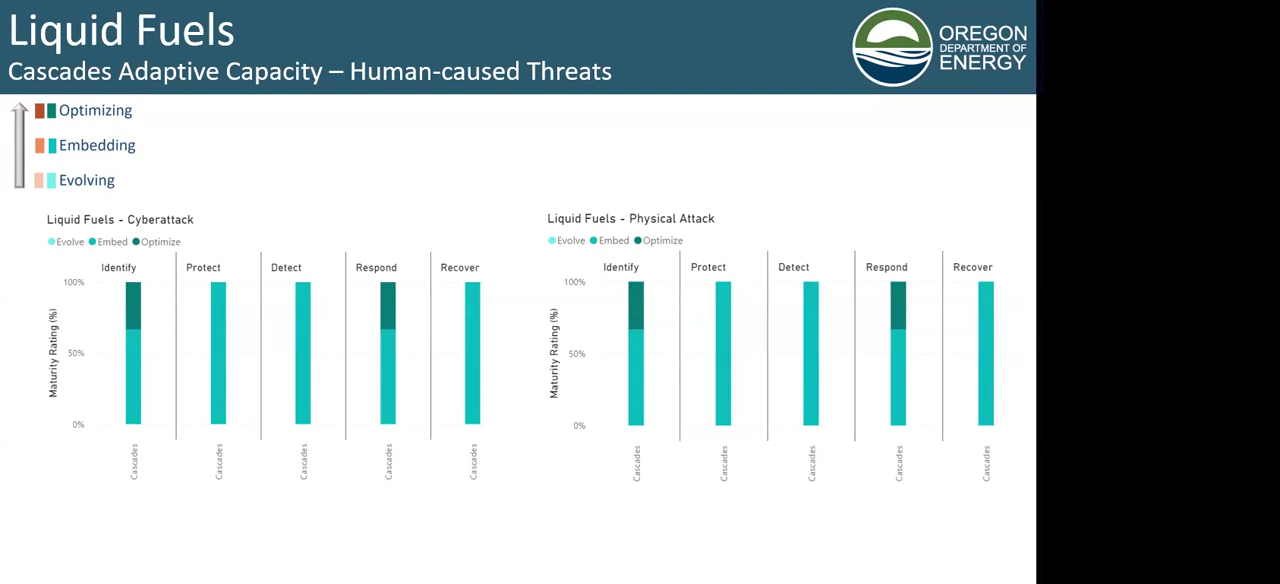 Liquid Fuels
Cascades Adaptive Capacity – Human-caused Threats
OREGON
DEPARTMENT OF
ENERGY
Optimizing
Embedding
Evolving
Liquid Fuels - Cyberattack
Evolve Embed Optimize
Identify Protect Detect Respond Recover
100%
50%
0%
Maturity Rating (%)
Cascades Cascades Cascades Cascades Cascades
Liquid Fuels - Physical Attack
Evolve Embed Optimize
Identify Protect Detect Respond Recover
100%
50%
0%
Maturity Rating (%)
Cascades Cascades Cascades Cascades Cascades